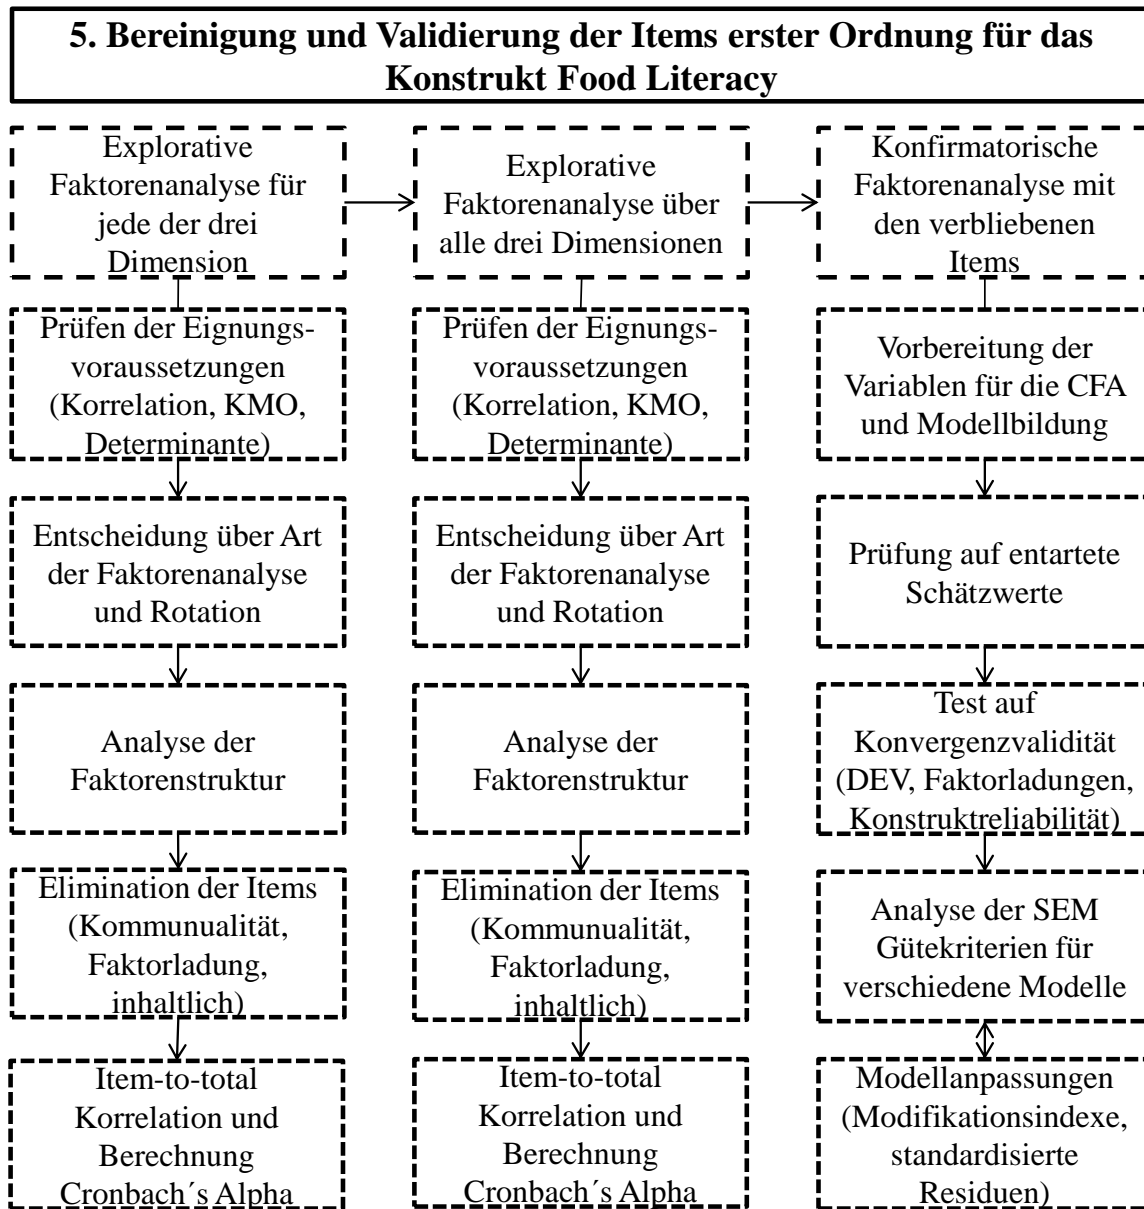 5. Bereinigung und Validierung der Items erster Ordnung für das
Konstrukt Food Literacy
Explorative
Faktorenanalyse für
jede der drei
Dimension
Explorative
Faktorenanalyse über
alle drei Dimensionen
Konfirmatorische
Faktorenanalyse mit
den verbliebenen
Items
Prüfen der Eignungs-
voraussetzungen
(Korrelation, KMO,
Determinante)
Prüfen der Eignungs-
voraussetzungen
(Korrelation, KMO,
Determinante)
Vorbereitung der
Variablen für die CFA
und Modellbildung
Entscheidung über Art
der Faktorenanalyse
und Rotation
Entscheidung über Art
der Faktorenanalyse
und Rotation
Prüfung auf entartete
Schätzwerte
Analyse der
Faktorenstruktur
Analyse der
Faktorenstruktur
Test auf
Konvergenzvalidität
(DEV, Faktorladungen,
Konstruktreliabilität)
Elimination der Items
(Kommunualität,
Faktorladung,
inhaltlich)
Elimination der Items
(Kommunualität,
Faktorladung,
inhaltlich)
Analyse der SEM
Gütekriterien für
verschiedene Modelle
Item-to-total
Korrelation und
Berechnung
Cronbach´s Alpha
Item-to-total
Korrelation und
Berechnung
Cronbach´s Alpha
Modellanpassungen
(Modifikationsindexe,
standardisierte
Residuen)